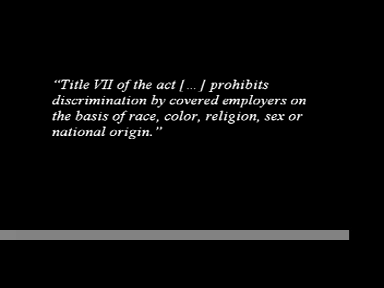 “Title VII of the act [...] prohibits
discrimination by covered employers on
the basis of race, color, religion, sex or
national origin.”